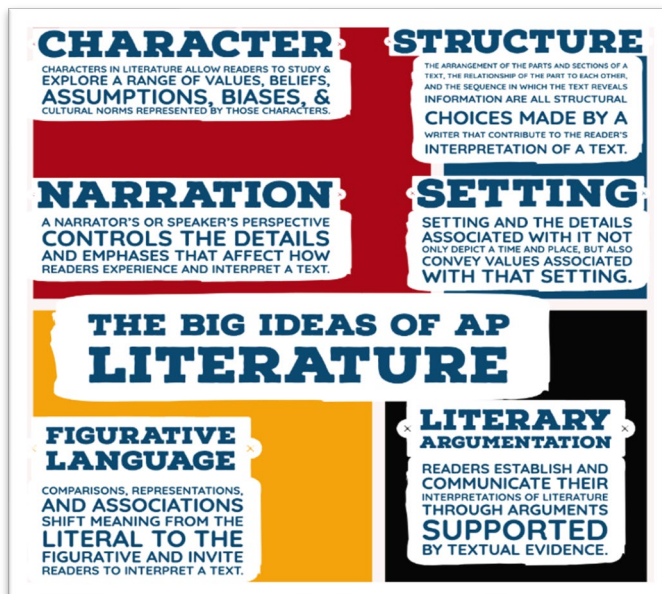 CHARACTER
CHARACTERS IN LITERATURE ALLOW READERS TO STUDY &
EXPLORE A RANGE OF VALUES, BELIEFS,
ASSUMPTIONS, BIASES, &
CULTURAL NORMS REPRESENTED BY THOSE CHARACTERS.
STRUCTURE
THE ARRANGEMENT OF THE PARTS AND SECTIONS OF A
TEXT, THE RELATIONSHIP OF THE PART TO EACH OTHER,
AND THE SEQUENCE IN WHICH THE TEXT REVEALS
INFORMATION ARE ALL STRUCTURAL
CHOICES MADE BY A
WRITER THAT CONTRIBUTE TO THE READER'S
INTERPRETATION OF A TEXT.
NARRATION
A NARRATOR'S OR SPEAKER'S PERSPECTIVE
CONTROLS THE DETAILS
AND EMPHASES THAT AFFECT HOW
READERS EXPERIENCE AND INTERPRET A TEXT.
SETTING
SETTING AND THE DETAILS
ASSOCIATED WITH IT NOT
ONLY DEPICT A TIME AND PLACE, BUT ALSO
CONVEY VALUES ASSOCIATED
WITH THAT SETTING.
THE BIG IDEAS OF AP
LITERATURE
FIGURATIVE
LANGUAGE
COMPARISONS, REPRESENTATIONS,
AND ASSOCIATIONS
SHIFT MEANING FROM THE
LITERAL TO THE
FIGURATIVE AND INVITE
READERS TO INTERPRET A TEXT.
LITERARY
ARGUMENTATION
READERS ESTABLISH AND
COMMUNICATE THEIR
INTERPRETATIONS OF LITERATURE
THROUGH ARGUMENTS
SUPPORTED
BY TEXTUAL EVIDENCE.